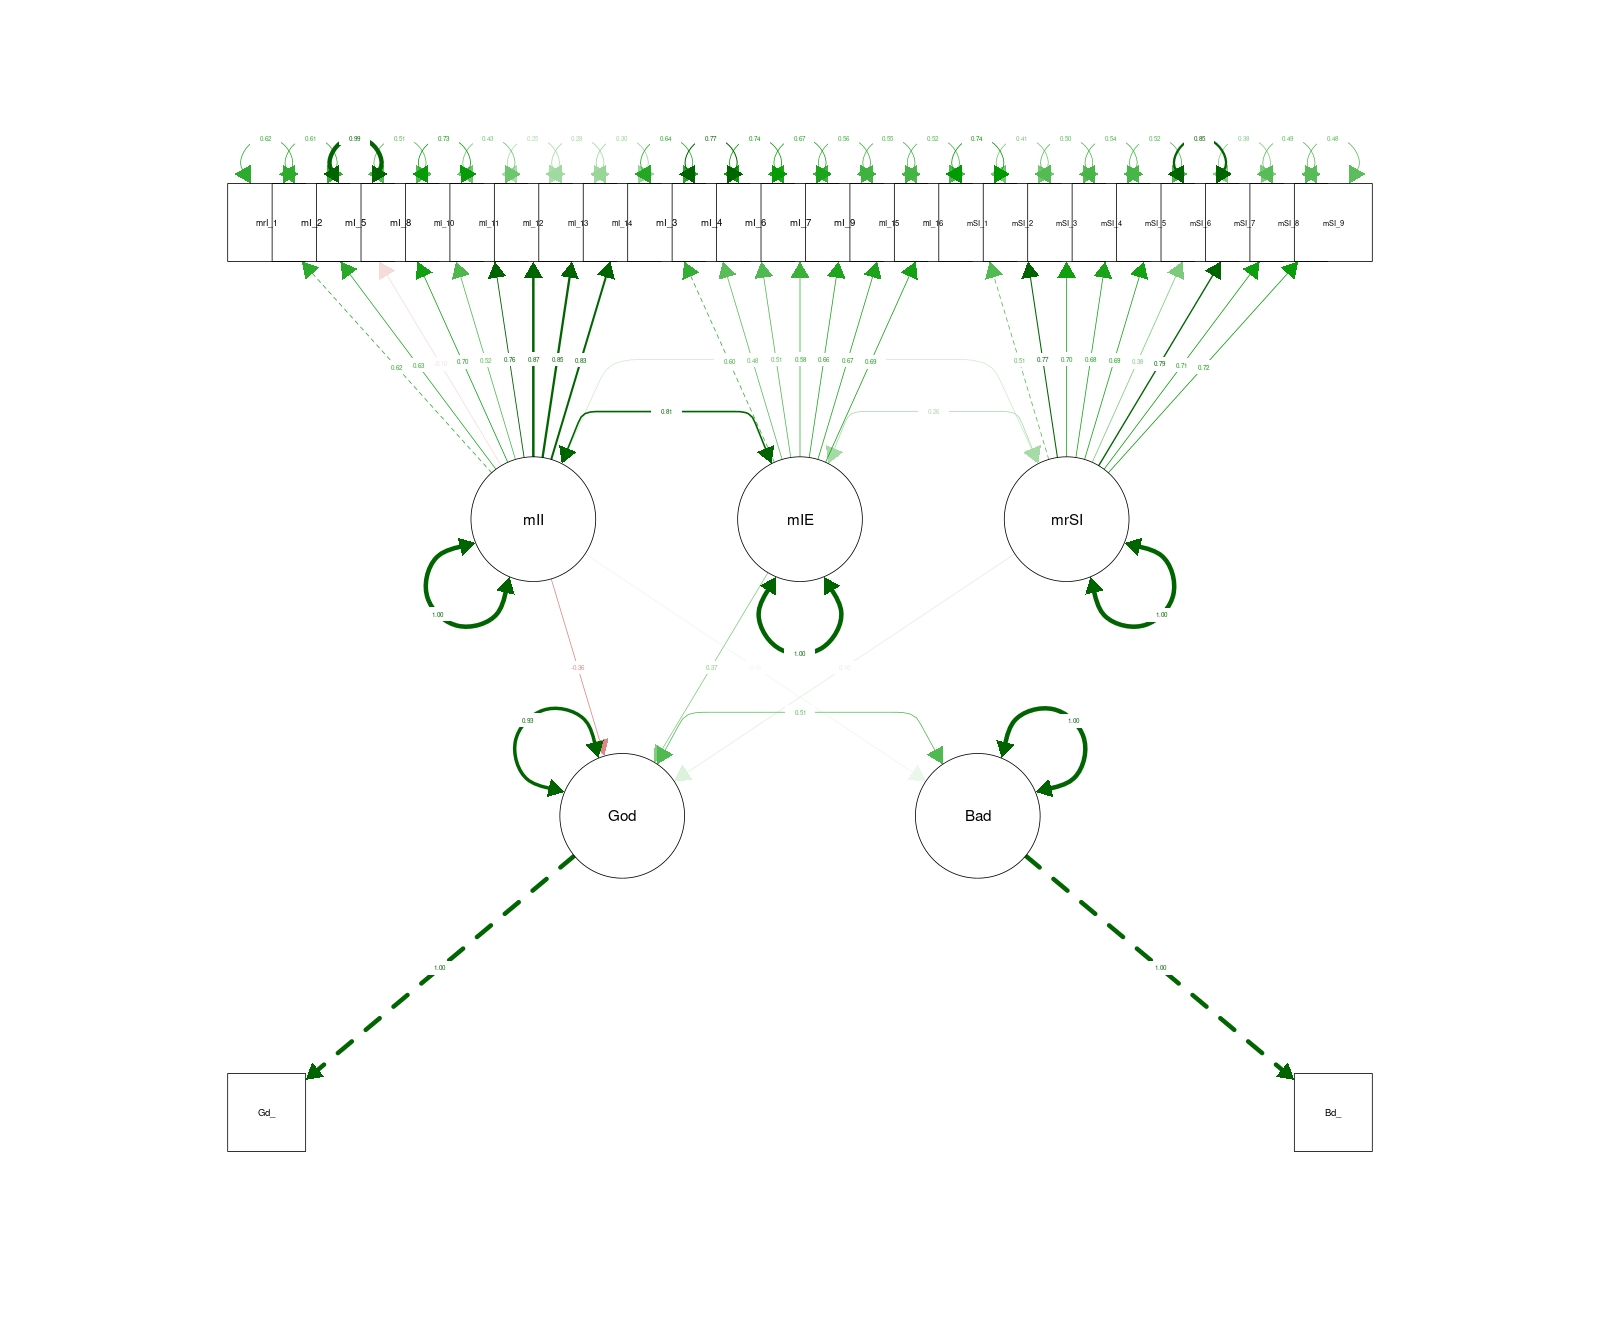 0.62 0.61 0.99 0.51 0.73 0.43 0.25 0.28 0.30 0.64 0.77 0.74 0.67 0.56 0.55 0.52 0.74 0.41 0.50 0.54 0.52 0.85 0.38 0.49 0.48
mrI_1 mI_2 mI_5 mI_8 mI_10 mI_11 mI_12 mI_13 mI_14 mI_3 mI_4 mI_6 mI_7 mI_9 mI_15 mI_16 mSI_1 mSI_2 mSI_3 mSI_4 mSI_5 mSI_6 mSI_7 mSI_8 mSI_9
0.62 0.63 0.70 0.52 0.76 0.87 0.85 0.83 0.60 0.48 0.51 0.58 0.66 0.67 0.69 0.51 0.77 0.70 0.68 0.69 0.38 0.79 0.71 0.72
0.81 0.26
mII mIE mrSI
1.00 1.00
1.00
-0.36 0.37
0.51
0.93 1.00
God Bad
1.00 1.00
Gd_ Bd_